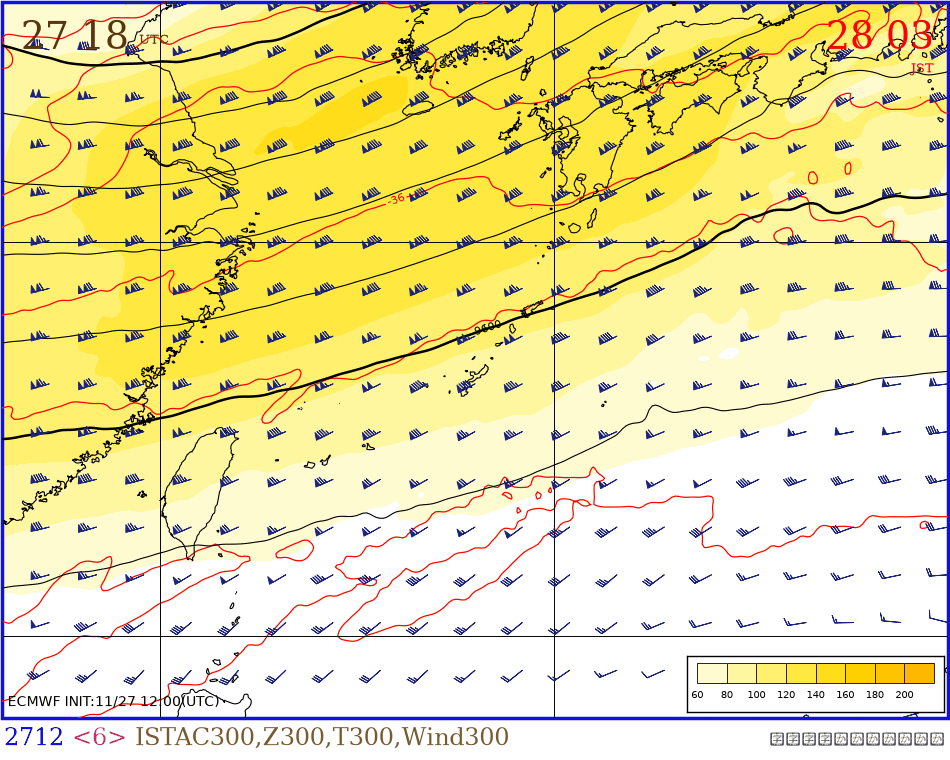 27 18 UTC
28 03
JST
-36
9600
60 80 100 120 140 160 180 200
ECMWF INIT:11/27 12:00(UTC)
2712 <6> ISTAC300,Z300,T300,Wind300